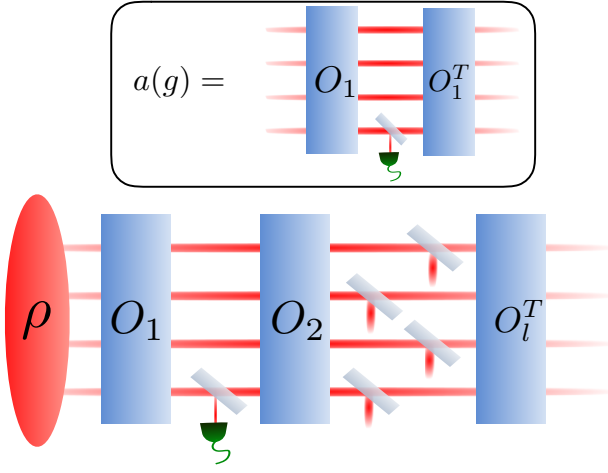 a(g) = O₁ O₁ᵀ
ρ O₁ O₂ Oₗᵀ